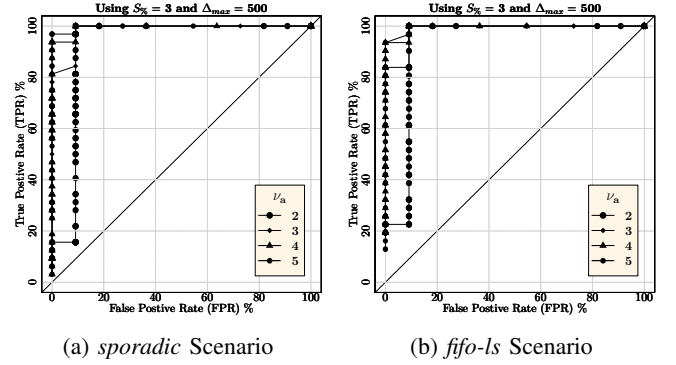 Using S% = 3 and Δmax = 500
True Postive Rate (TPR) %
0 20 40 60 80 100
νa
2
3
4
5
0 20 40 60 80 100
False Postive Rate (FPR) %
(a) sporadic Scenario
Using S% = 3 and Δmax = 500
True Postive Rate (TPR) %
0 20 40 60 80 100
νa
2
3
4
5
0 20 40 60 80 100
False Postive Rate (FPR) %
(b) fifo-ls Scenario